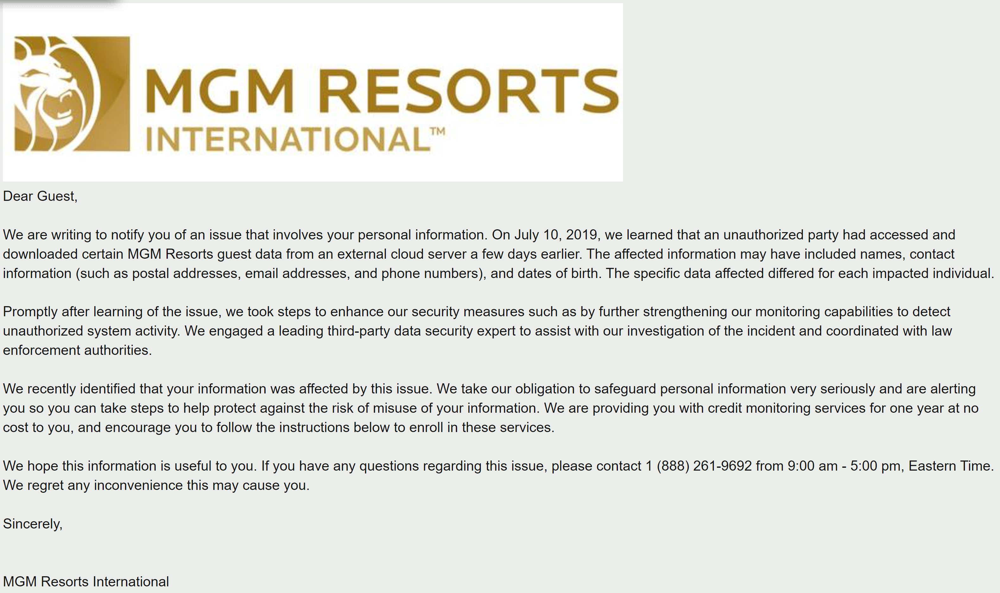 MGM RESORTS
INTERNATIONAL™
Dear Guest,
We are writing to notify you of an issue that involves your personal information. On July 10, 2019, we learned that an unauthorized party had accessed and
downloaded certain MGM Resorts guest data from an external cloud server a few days earlier. The affected information may have included names, contact
information (such as postal addresses, email addresses, and phone numbers), and dates of birth. The specific data affected differed for each impacted individual.
Promptly after learning of the issue, we took steps to enhance our security measures such as by further strengthening our monitoring capabilities to detect
unauthorized system activity. We engaged a leading third-party data security expert to assist with our investigation of the incident and coordinated with law
enforcement authorities.
We recently identified that your information was affected by this issue. We take our obligation to safeguard personal information very seriously and are alerting
you so you can take steps to help protect against the risk of misuse of your information. We are providing you with credit monitoring services for one year at no
cost to you, and encourage you to follow the instructions below to enroll in these services.
We hope this information is useful to you. If you have any questions regarding this issue, please contact 1 (888) 261-9692 from 9:00 am - 5:00 pm, Eastern Time.
We regret any inconvenience this may cause you.
Sincerely,
MGM Resorts International